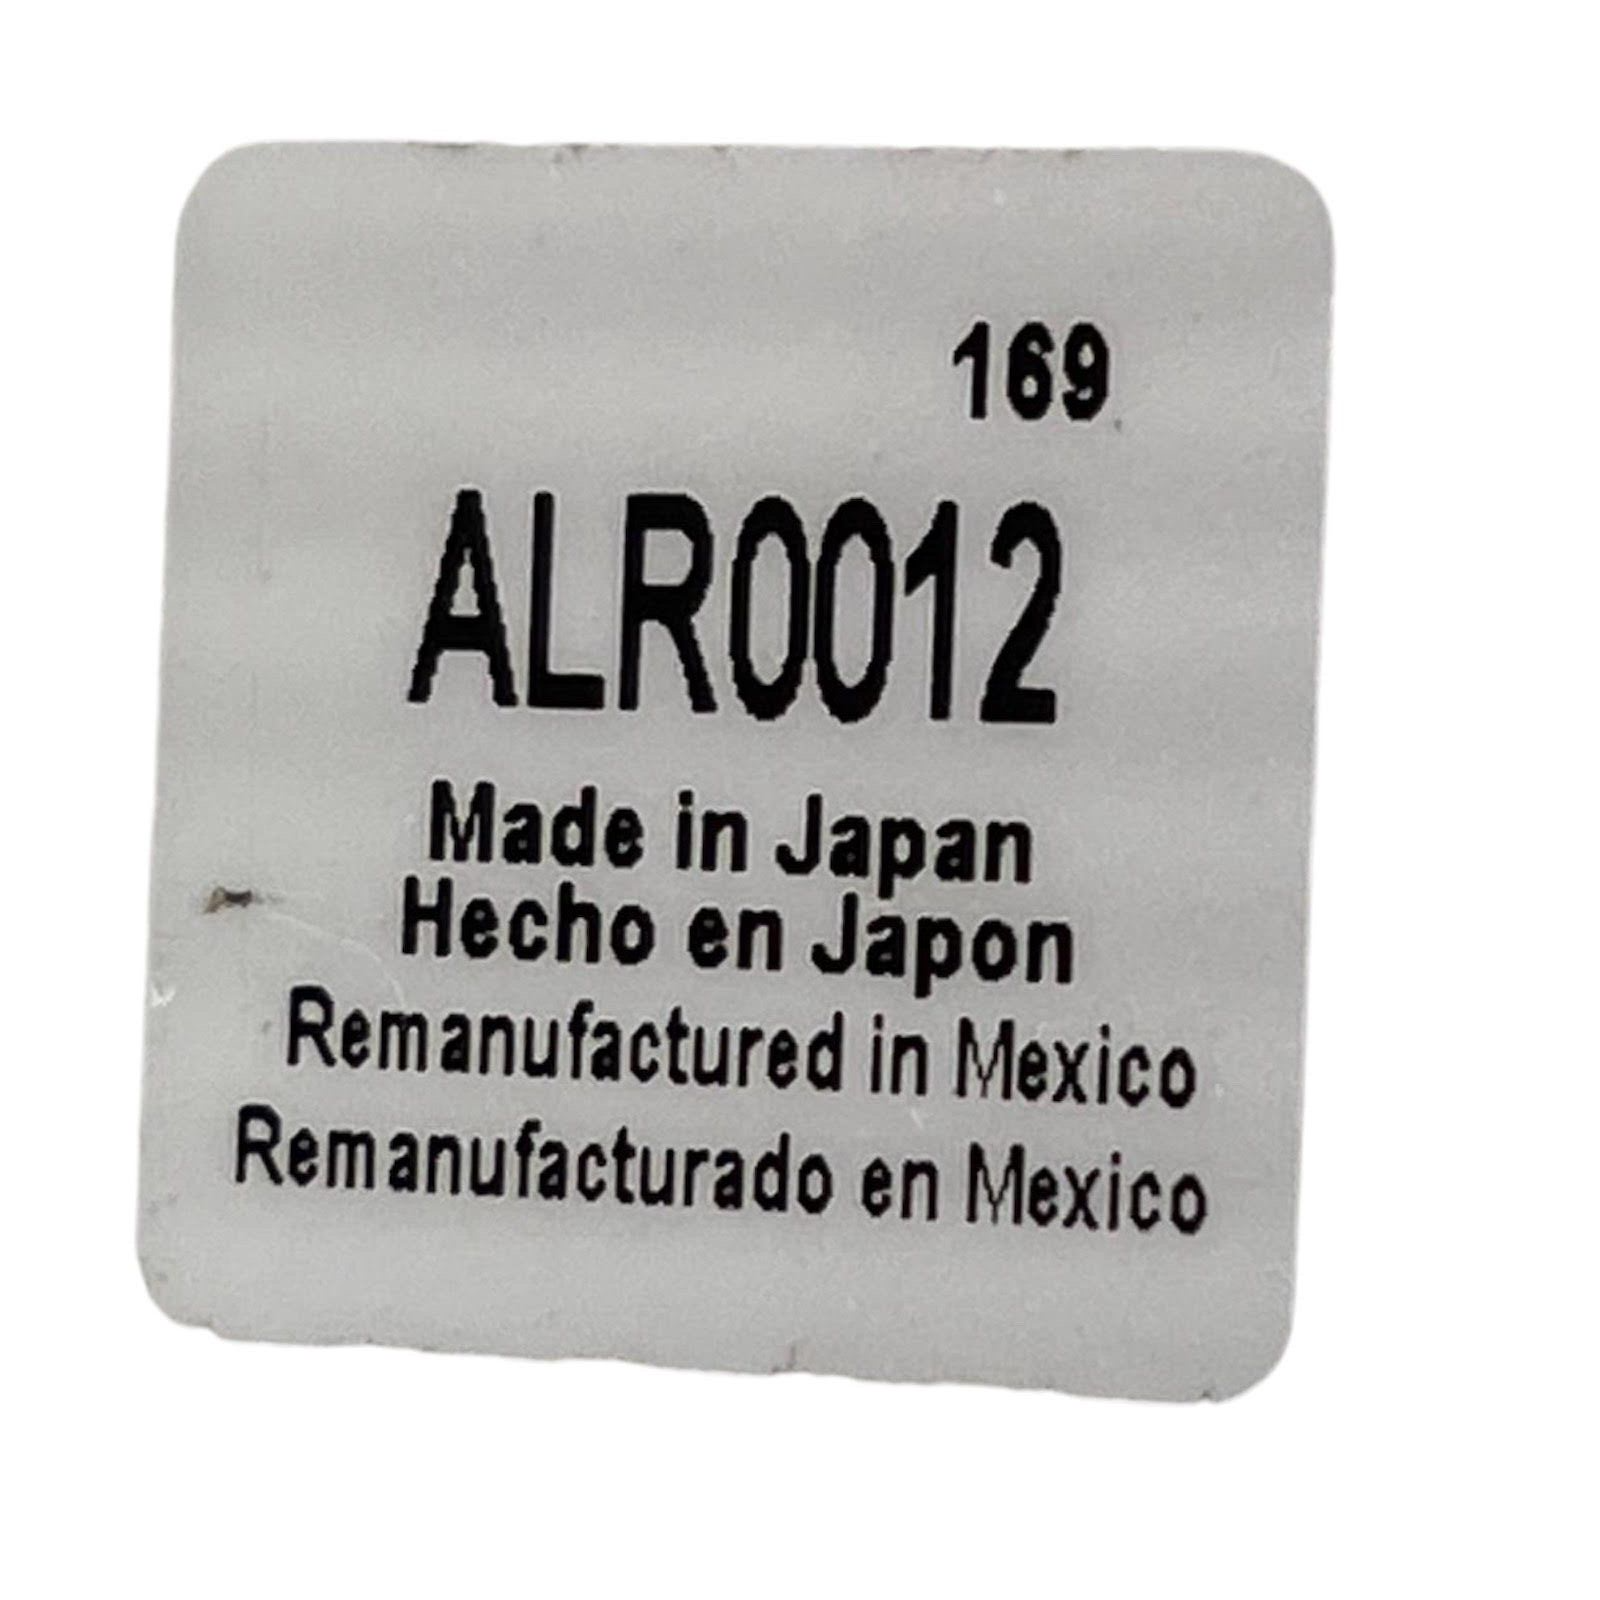 169
ALR0012
Made in Japan
Hecho en Japon
Remanufactured in Mexico
Remanufacturado en Mexico